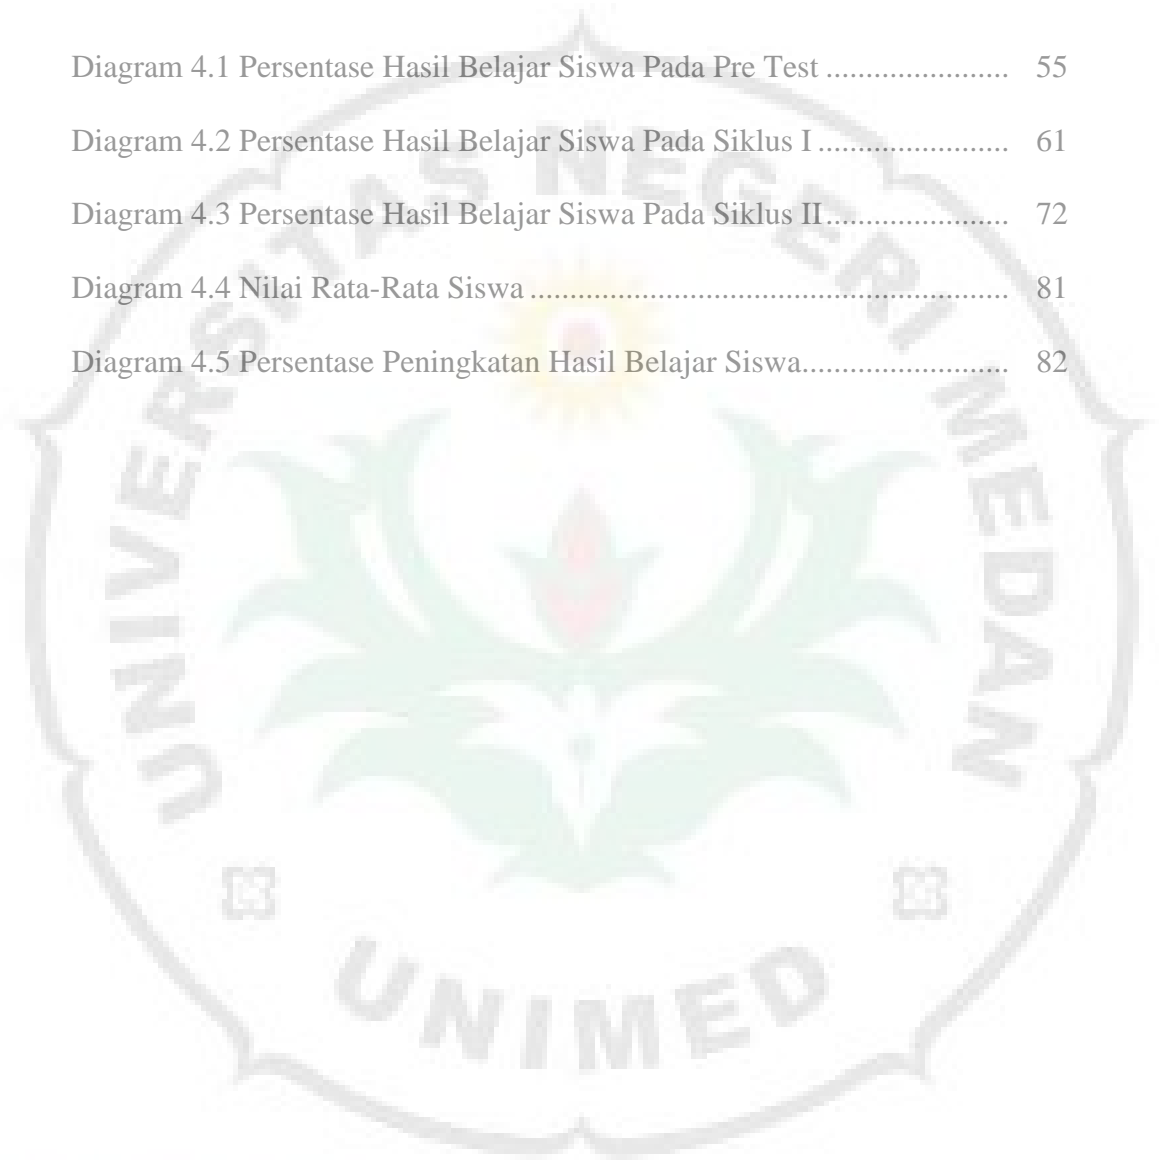 Diagram 4.1 Persentase Hasil Belajar Siswa Pada Pre Test ...................... 55
Diagram 4.2 Persentase Hasil Belajar Siswa Pada Siklus I ...................... 61
Diagram 4.3 Persentase Hasil Belajar Siswa Pada Siklus II ...................... 72
Diagram 4.4 Nilai Rata-Rata Siswa .......................................................... 81
Diagram 4.5 Persentase Peningkatan Hasil Belajar Siswa......................... 82
UNIVERSITAS NEGERI MEDAN
UNIMED